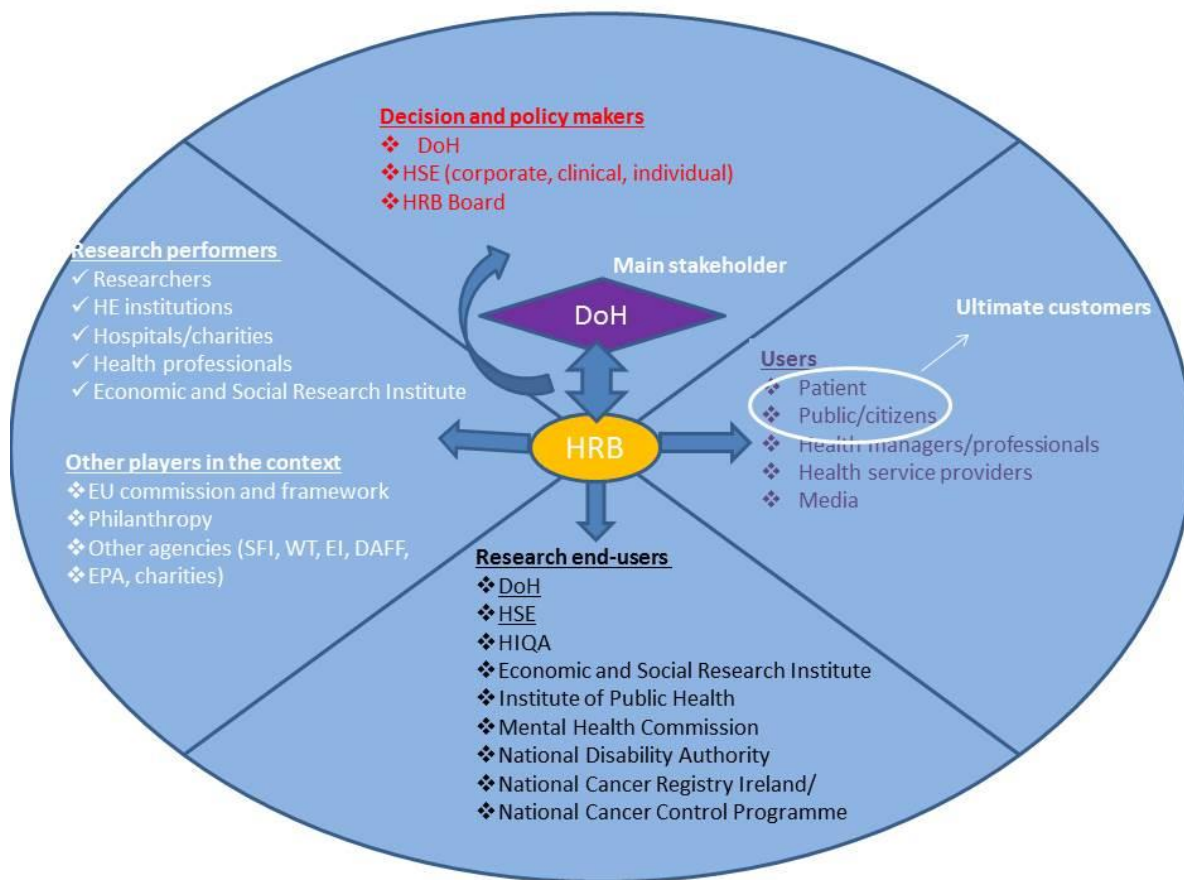 Decision and policy makers
❖ DoH
❖ HSE (corporate, clinical, individual)
❖ HRB Board
Research performers
✓ Researchers
✓ HE institutions
✓ Hospitals/charities
✓ Health professionals
✓ Economic and Social Research Institute
Other players in the context
❖ EU commission and framework
❖ Philanthropy
❖ Other agencies (SFI, WT, EI, DAFF,
❖ EPA, charities)
Main stakeholder
DoH
HRB
Ultimate customers
Users
❖ Patient
❖ Public/citizens
❖ Health managers/professionals
❖ Health service providers
❖ Media
Research end-users
❖ DoH
❖ HSE
❖ HIQA
❖ Economic and Social Research Institute
❖ Institute of Public Health
❖ Mental Health Commission
❖ National Disability Authority
❖ National Cancer Registry Ireland/
❖ National Cancer Control Programme